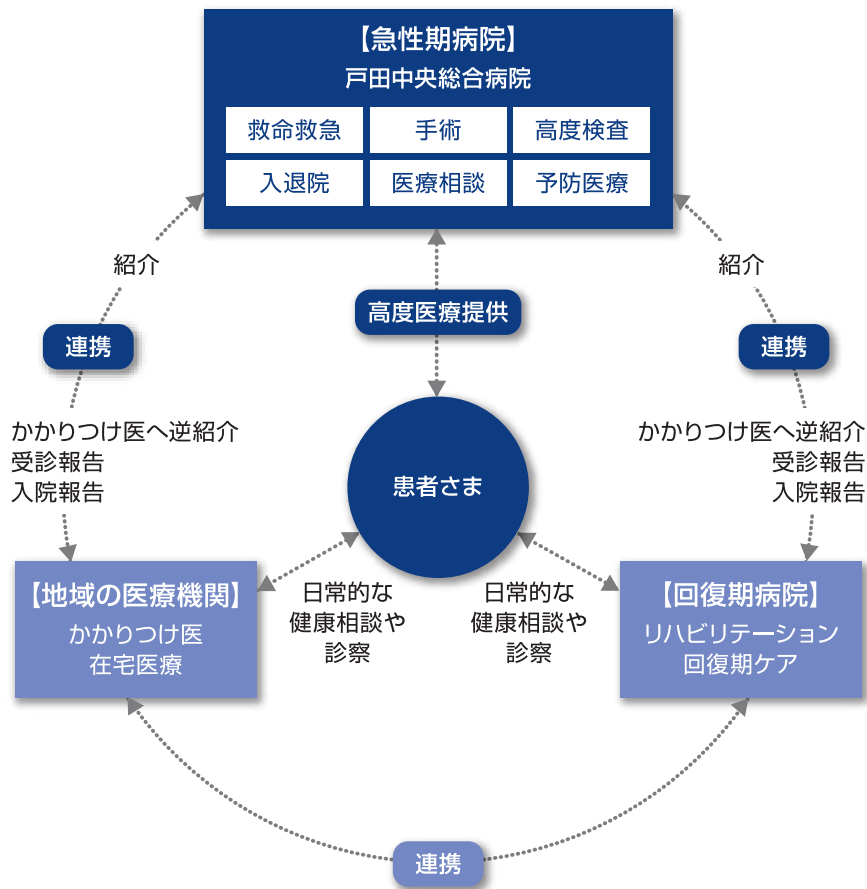 【急性期病院】
戸田中央総合病院
救命救急 手術 高度検査
入退院 医療相談 予防医療
紹介
紹介
高度医療提供
連携
連携
かかりつけ医へ逆紹介
受診報告
入院報告
かかりつけ医へ逆紹介
受診報告
入院報告
患者さま
【地域の医療機関】
かかりつけ医
在宅医療
日常的な
健康相談や
診察
日常的な
健康相談や
診察
【回復期病院】
リハビリテーション
回復期ケア
連携